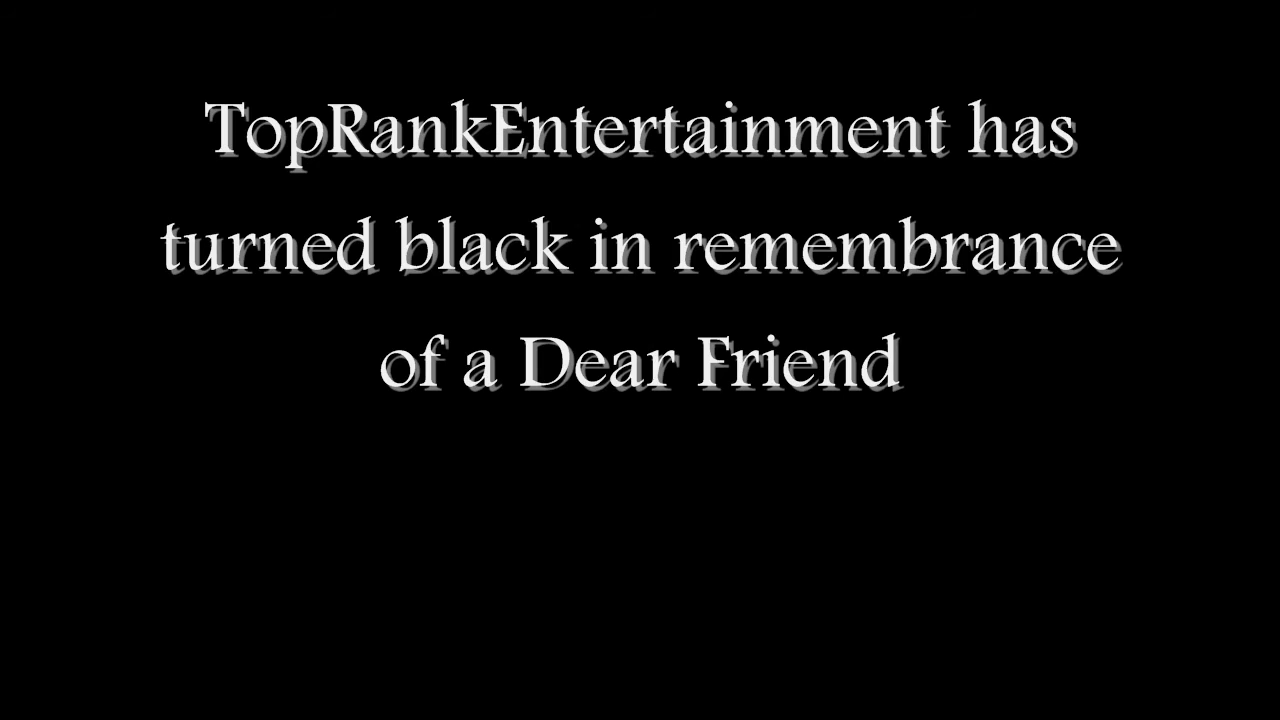 TopRankEntertainment has
turned black in remembrance
of a Dear Friend